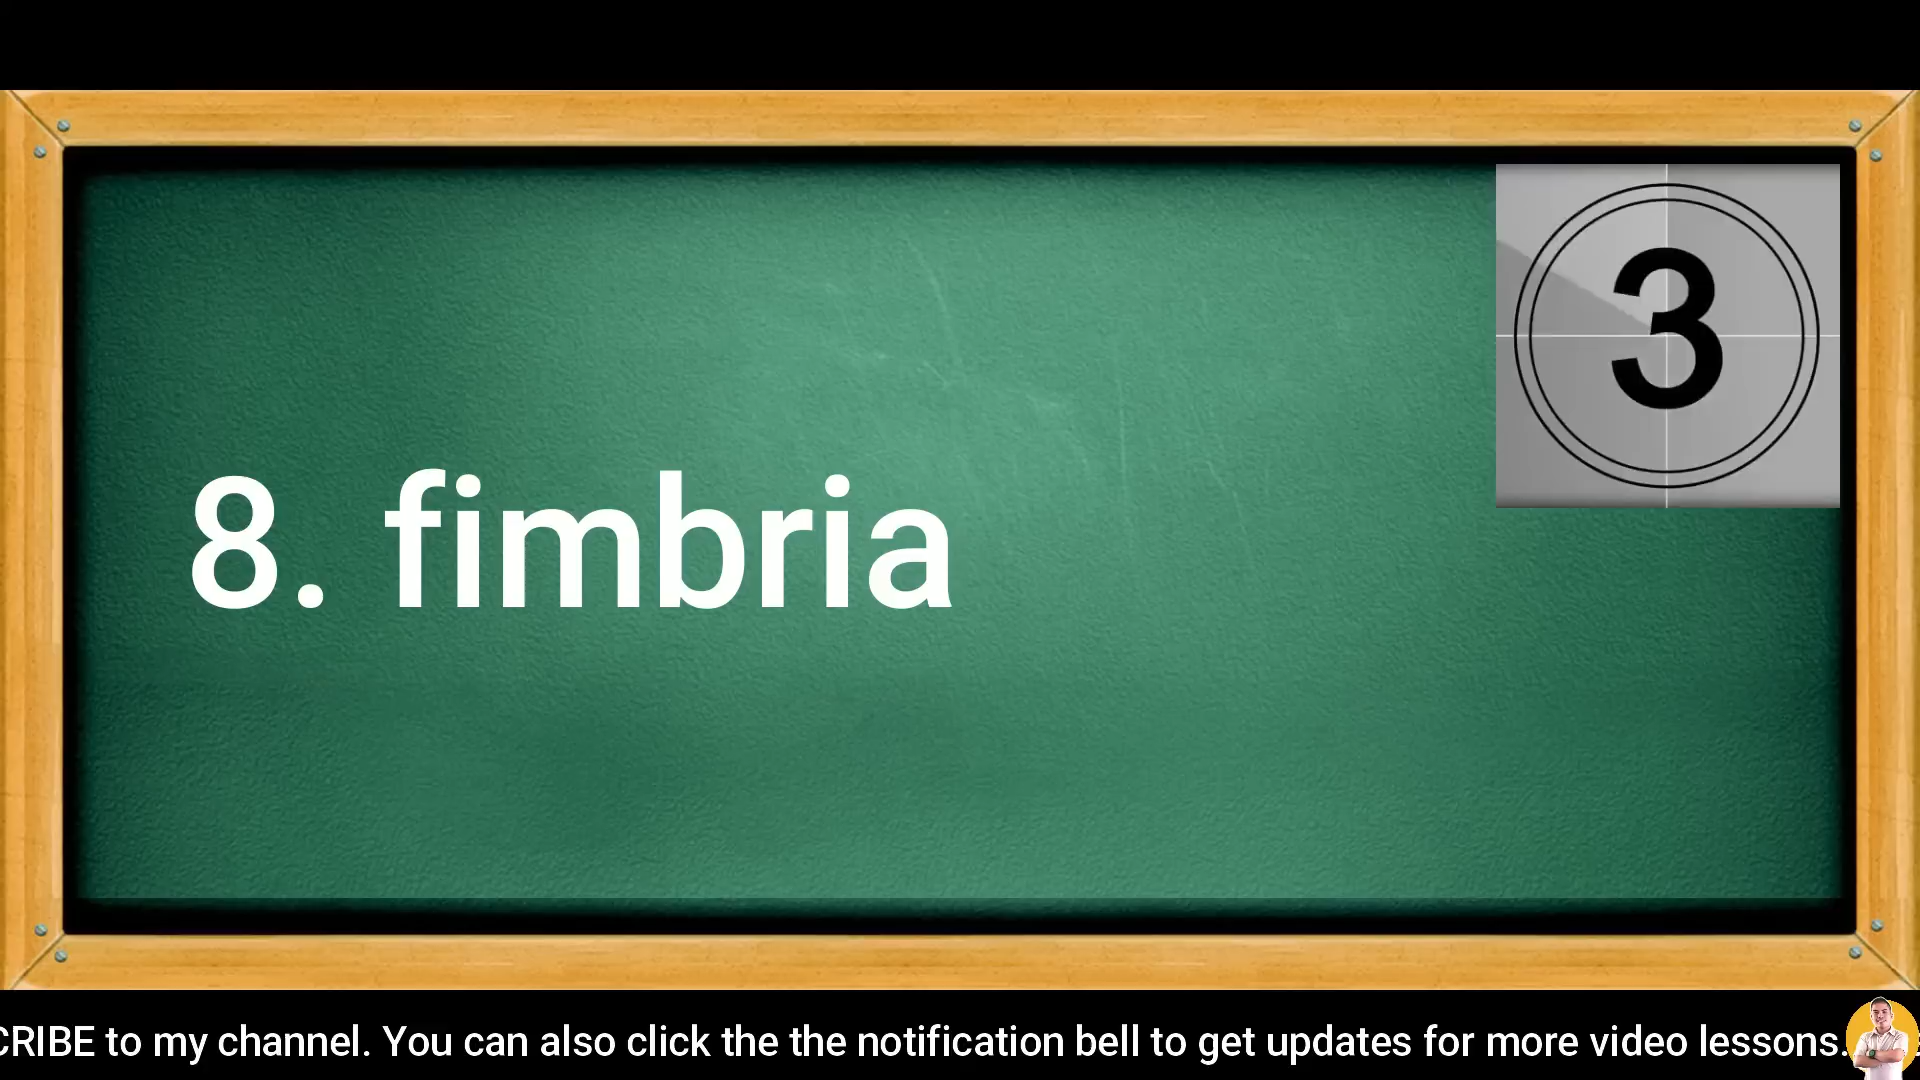 3
8. fimbria
CRIBE to my channel. You can also click the the notification bell to get updates for more video lessons.